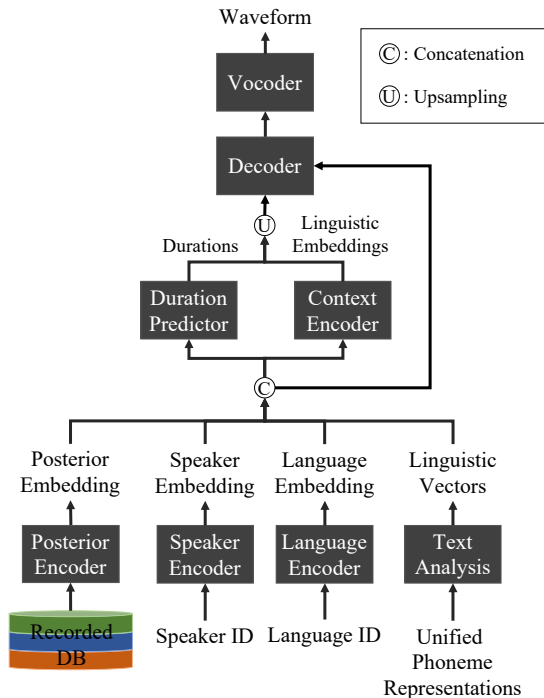 Waveform
Vocoder
Ⓒ: Concatenation
Ⓤ: Upsampling
Decoder
U
Durations
Linguistic
Embeddings
Duration
Predictor
Context
Encoder
C
Posterior
Embedding
Speaker
Embedding
Language
Embedding
Linguistic
Vectors
Posterior
Encoder
Speaker
Encoder
Language
Encoder
Text
Analysis
Recorded
DB
Speaker ID
Language ID
Unified
Phoneme
Representations